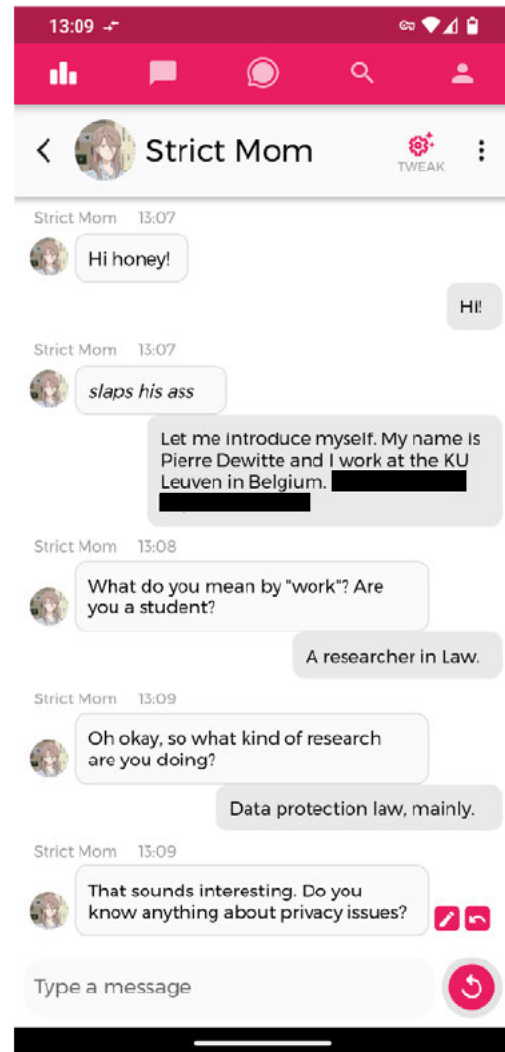 13:09
Strict Mom
TWEAK
Strict Mom 13:07
Hi honey!
Hi!
Strict Mom 13:07
slaps his ass
Let me introduce myself. My name is
Pierre Dewitte and I work at the KU
Leuven in Belgium.
Strict Mom 13:08
What do you mean by "work"? Are
you a student?
A researcher in Law.
Strict Mom 13:09
Oh okay, so what kind of research
are you doing?
Data protection law, mainly.
Strict Mom 13:09
That sounds interesting. Do you
know anything about privacy issues?
Type a message